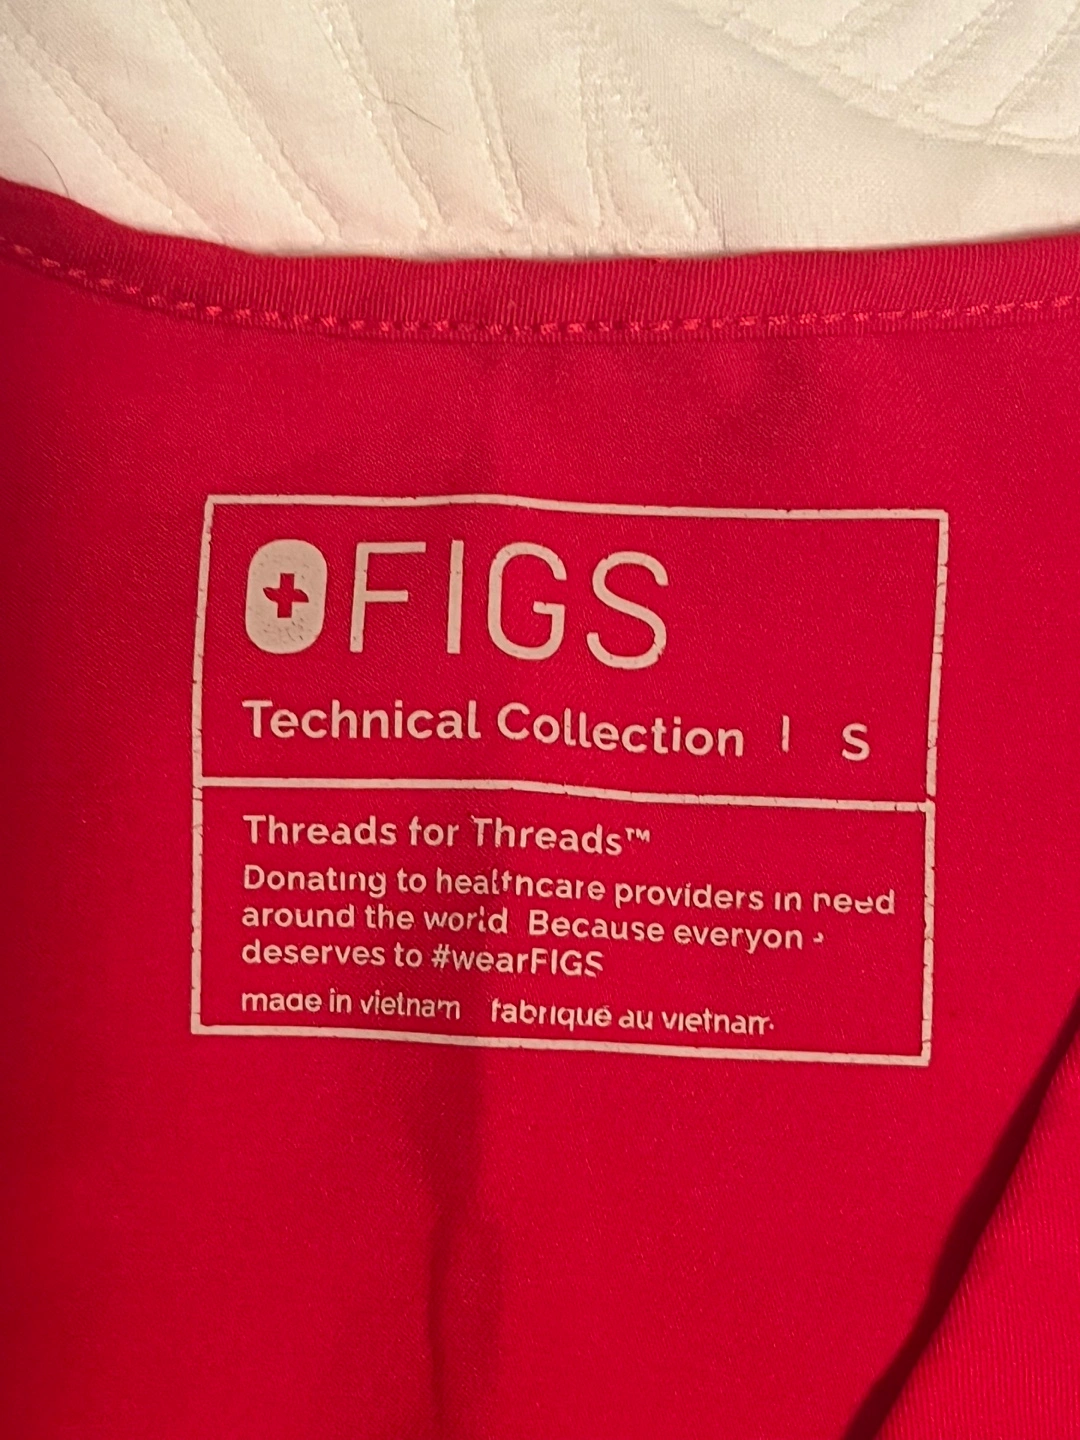 FIGS
Technical Collection | S
Threads for Threads™
Donating to healthcare providers in need
around the world Because everyone
deserves to #wearFIGS
made in vietnam fabriqué au vietnam